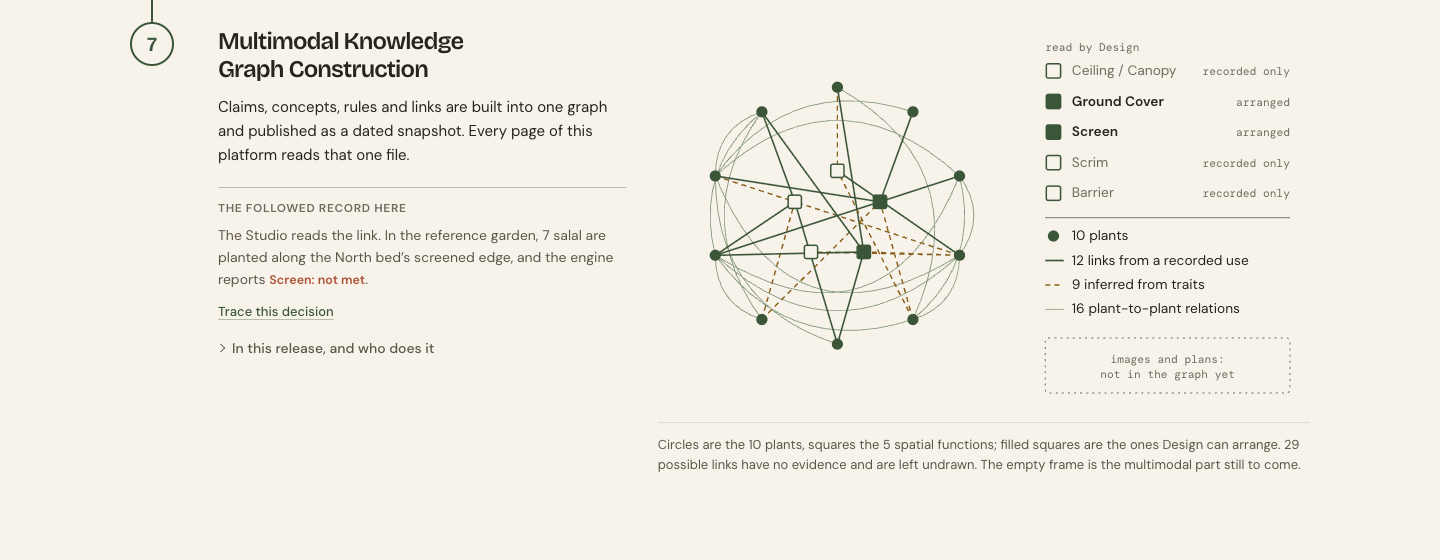 7
Multimodal Knowledge
Graph Construction
Claims, concepts, rules and links are built into one graph
and published as a dated snapshot. Every page of this
platform reads that one file.
THE FOLLOWED RECORD HERE
The Studio reads the link. In the reference garden, 7 salal are
planted along the North bed’s screened edge, and the engine
reports Screen: not met.
Trace this decision
> In this release, and who does it
read by Design
Ceiling / Canopy recorded only
Ground Cover arranged
Screen arranged
Scrim recorded only
Barrier recorded only
10 plants
12 links from a recorded use
9 inferred from traits
16 plant-to-plant relations
images and plans:
not in the graph yet
Circles are the 10 plants, squares the 5 spatial functions; filled squares are the ones Design can arrange. 29
possible links have no evidence and are left undrawn. The empty frame is the multimodal part still to come.